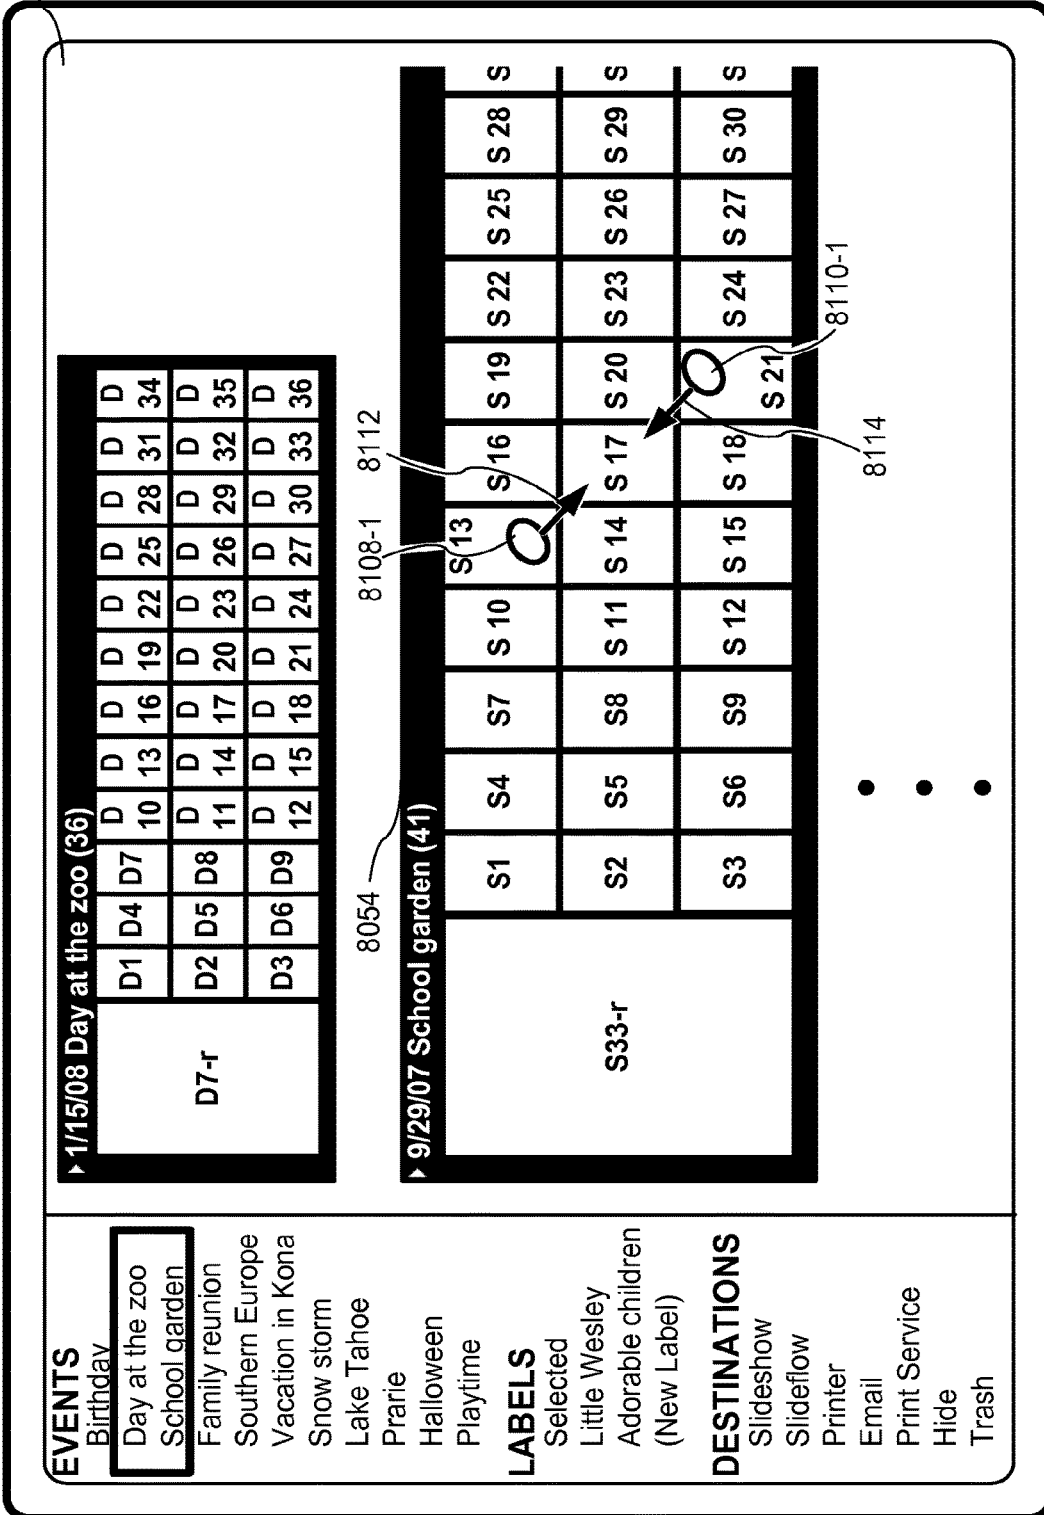 EVENTS
Birthday
Day at the zoo
School garden
Family reunion
Southern Europe
Vacation in Kona
Snow storm
Lake Tahoe
Prarie
Halloween
Playtime
LABELS
Selected
Little Wesley
Adorable children
(New Label)
DESTINATIONS
Slideshow
Slideflow
Printer
Email
Print Service
Hide
Trash
1/15/08 Day at the zoo (36)
D7-r
D1 D4 D7 D 10 D 13 D 16 D 19 D 22 D 25 D 28 D 31 D 34
D2 D5 D8 D 11 D 14 D 17 D 20 D 23 D 26 D 29 D 32 D 35
D3 D6 D9 D 12 D 15 D 18 D 21 D 24 D 27 D 30 D 33 D 36
8054 8108-1 8112
9/29/07 School garden (41)
S33-r
S1 S4 S7 S 10 S 13 S 16 S 19 S 22 S 25 S 28 S
S2 S5 S8 S 11 S 14 S 17 S 20 S 23 S 26 S 29 S
S3 S6 S9 S 12 S 15 S 18 S 21 S 24 S 27 S 30 S
8110-1
8114